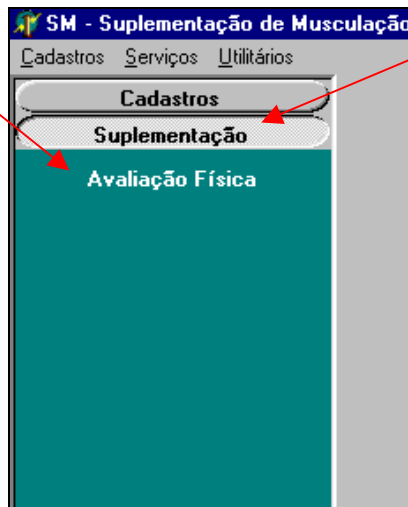 SM - Suplementação de Musculação
Cadastros Serviços Utilitários
Cadastros
Suplementação
Avaliação Física